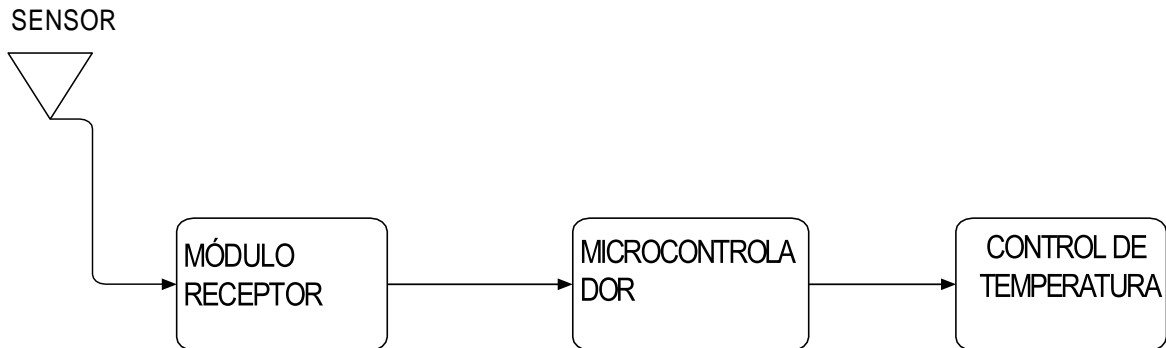 SENSOR
MÓDULO
RECEPTOR
MICROCONTROLA
DOR
CONTROL DE
TEMPERATURA